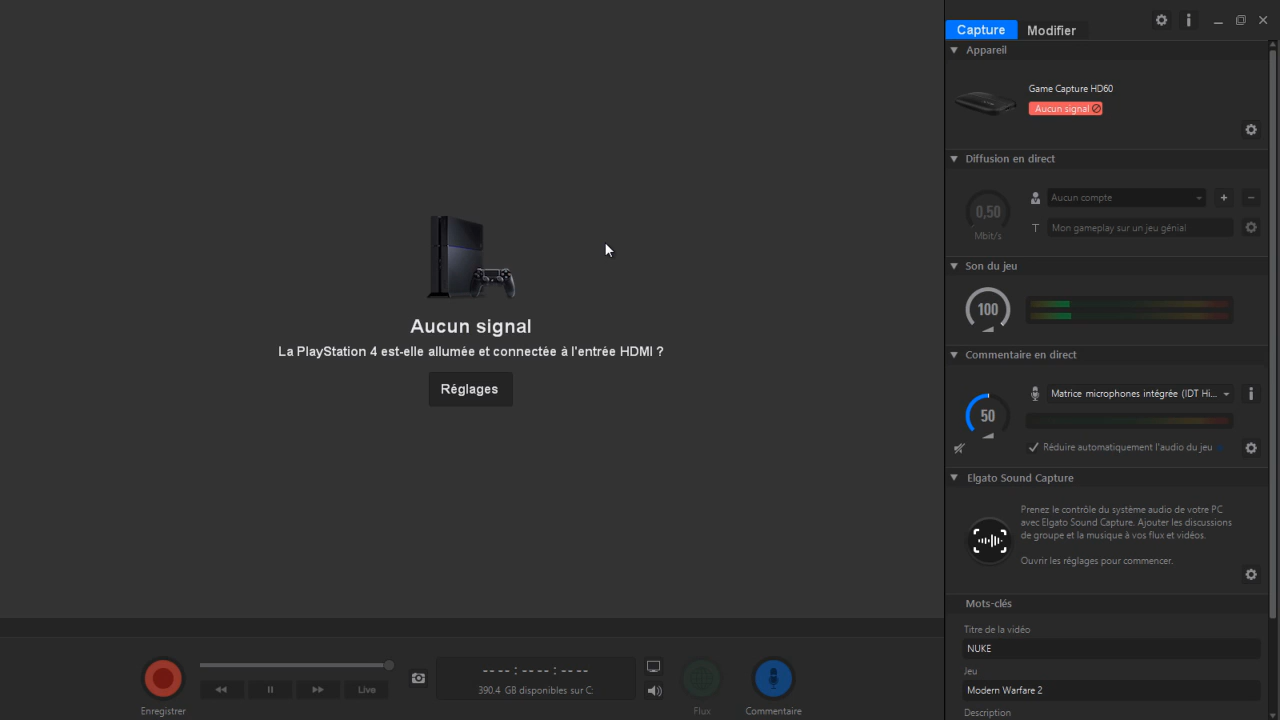 Capture
Modifier
Appareil
Game Capture HD60
Aucun signal
Diffusion en direct
0,50
Mbit/s
Aucun compte
T
Mon gameplay sur un jeu génial
Son du jeu
100
Commentaire en direct
50
Matrice microphones intégrée (IDT Hi...
Réduire automatiquement l'audio du jeu
Elgato Sound Capture
Prenez le contrôle du système audio de votre PC
avec Elgato Sound Capture. Ajouter les discussions
de groupe et la musique à vos flux et vidéos.
Ouvrir les réglages pour commencer.
Mots-clés
Titre de la vidéo
NUKE
Jeu
Modern Warfare 2
Description
Aucun signal
La PlayStation 4 est-elle allumée et connectée à l'entrée HDMI ?
Réglages
Enregistrer
Live
-- -- : -- -- : -- --
390.4 GB disponibles sur C:
Flux
Commentaire